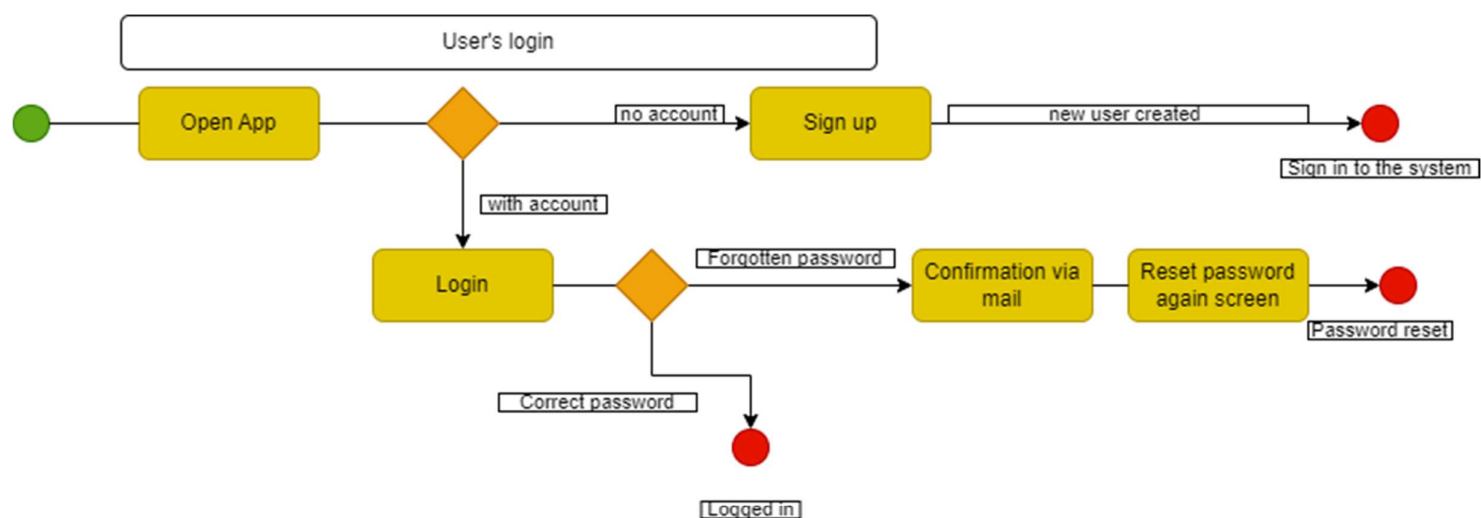 User's login
Open App
no account
Sign up
new user created
Sign in to the system
with account
Login
Forgotten password
Confirmation via
mail
Reset password
again screen
Password reset
Correct password
Logged in